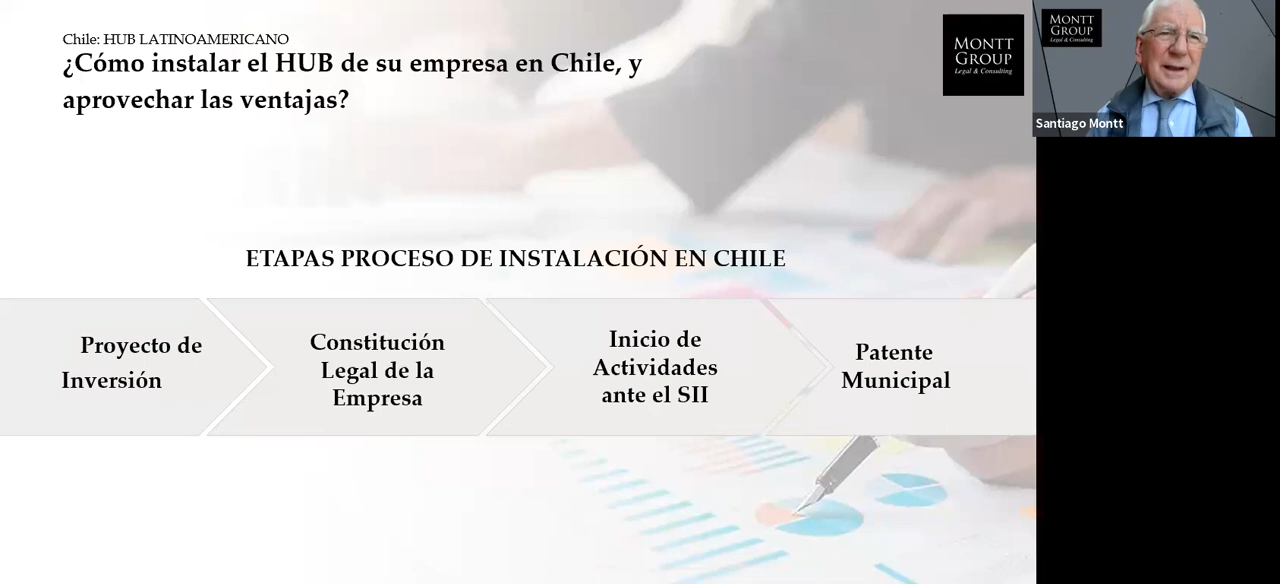 Chile: HUB LATINOAMERICANO
¿Cómo instalar el HUB de su empresa en Chile, y
aprovechar las ventajas?
MONTT
GROUP
Legal & Consulting
MONTT
GROUP
Legal & Consulting
Santiago Montt
ETAPAS PROCESO DE INSTALACIÓN EN CHILE
Proyecto de
Inversión
Constitución
Legal de la
Empresa
Inicio de
Actividades
ante el SII
Patente
Municipal